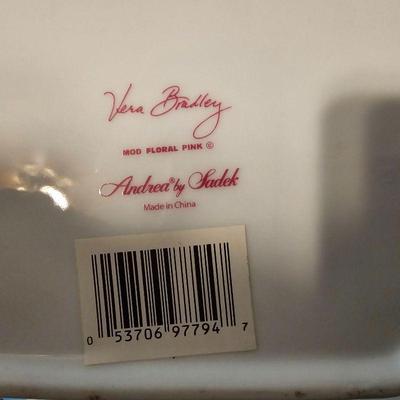 Vera Bradley
MOD FLORAL PINK ©
Andrea® by Sadek
Made in China
0 53706 97794 7